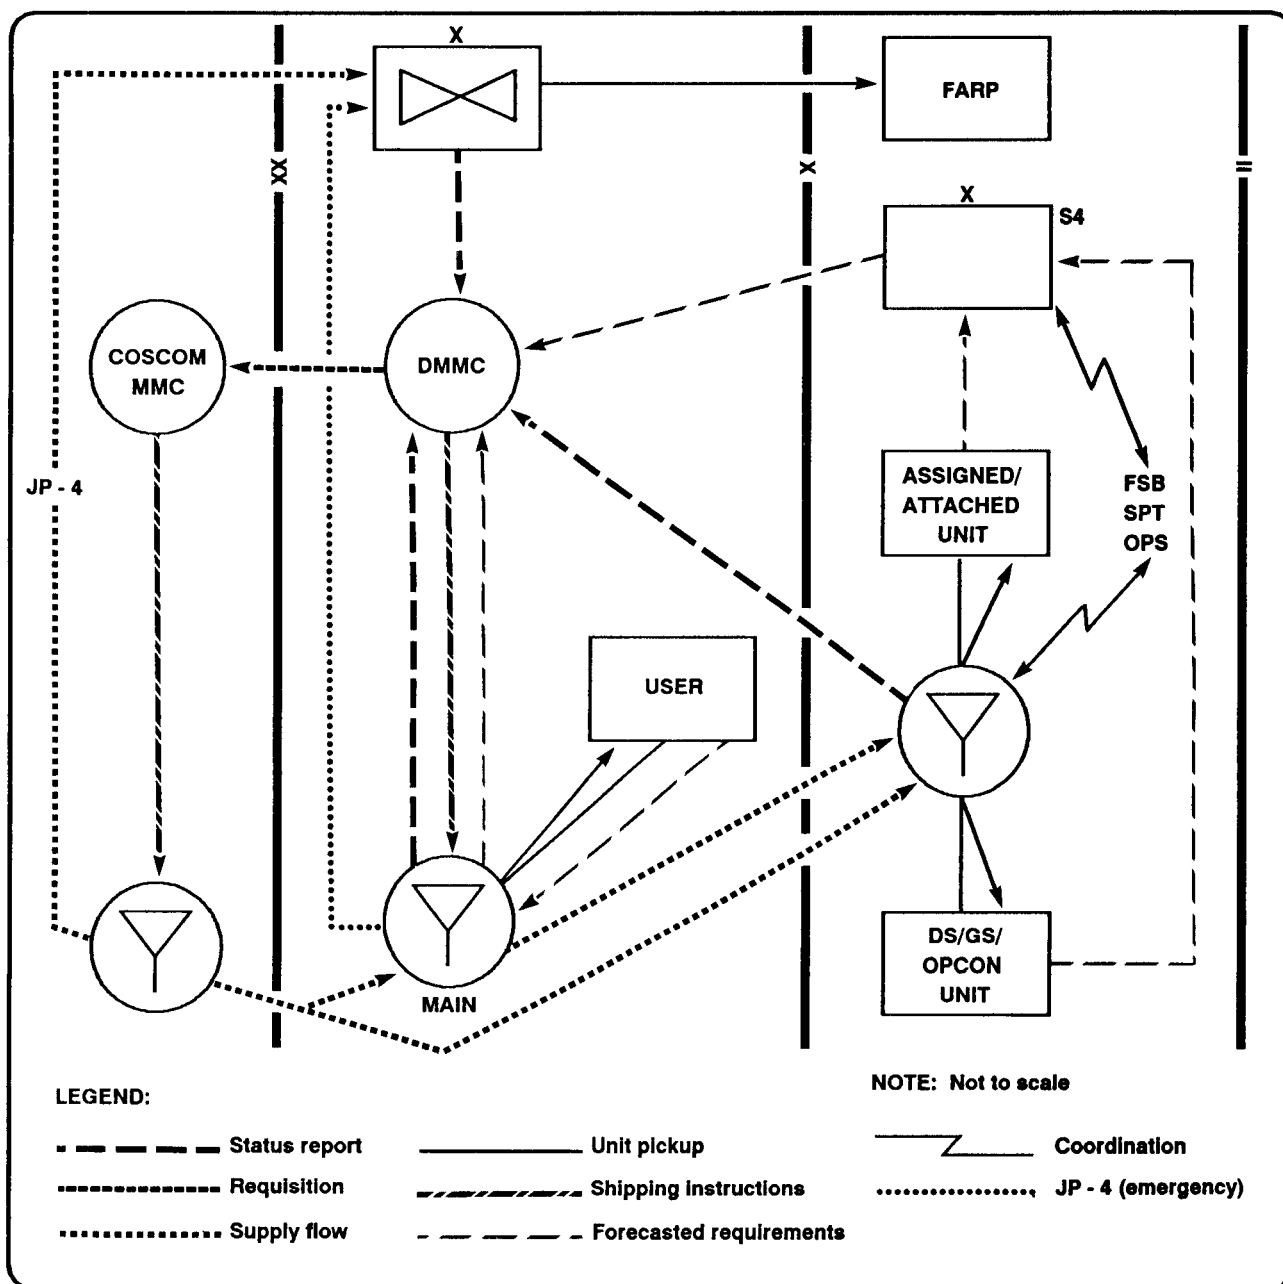 X
FARP
XX
X
=
X
S4
COSCOM
MMC
DMMC
JP - 4
ASSIGNED/
ATTACHED
UNIT
FSB
SPT
OPS
USER
DS/GS/
OPCON
UNIT
MAIN
NOTE: Not to scale
LEGEND:
Status report
Unit pickup
Coordination
Requisition
Shipping instructions
JP - 4 (emergency)
Supply flow
Forecasted requirements